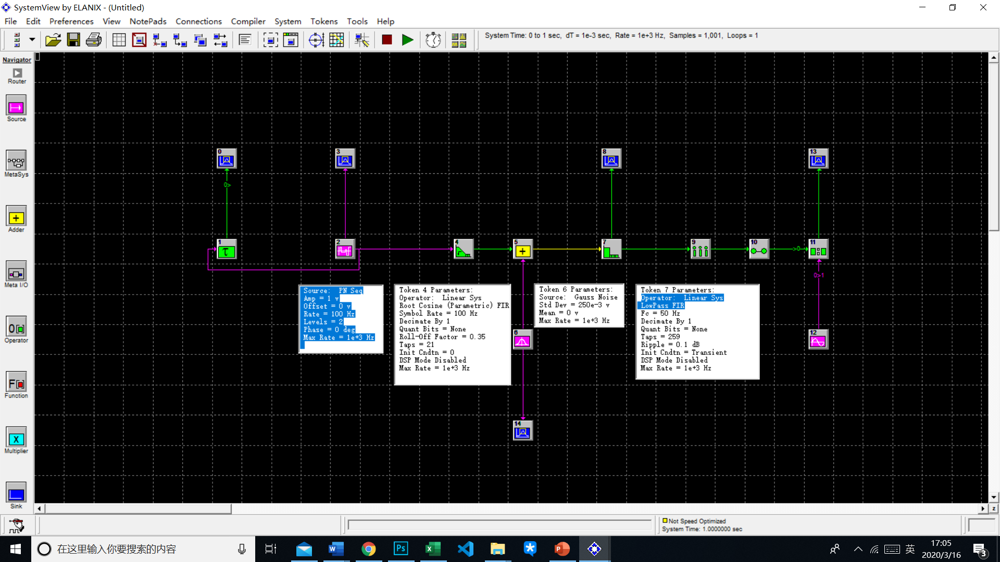 SystemView by ELANIX - (Untitled)
File Edit Preferences View NotePads Connections Compiler System Tokens Tools Help
System Time: 0 to 1 sec, dT = 1e-3 sec, Rate = 1e+3 Hz, Samples = 1,001, Loops = 1
Navigator
Router
Source
MetaSys
Adder
Meta I/O
Operator
Function
Multiplier
Sink
0
3
8
13
0>
1
2
4
5
7
9
10
>0
11
0>1
Source: PN Seq
Amp = 1 v
Offset = 0 v
Rate = 100 Hz
Levels = 2
Phase = 0 deg
Max Rate = 1e+3 Hz
Token 4 Parameters:
Operator: Linear Sys
Root Cosine (Parametric) FIR
Symbol Rate = 100 Hz
Decimate By 1
Quant Bits = None
Roll-Off Factor = 0.35
Taps = 21
Init Cndtn = 0
DSP Mode Disabled
Max Rate = 1e+3 Hz
Token 6 Parameters:
Source: Gauss Noise
Std Dev = 250e-3 v
Mean = 0 v
Max Rate = 1e+3 Hz
Token 7 Parameters:
Operator: Linear Sys
LowPass FIR
Fc = 50 Hz
Decimate By 1
Quant Bits = None
Taps = 259
Ripple = 0.1 dB
Init Cndtn = Transient
DSP Mode Disabled
Max Rate = 1e+3 Hz
6
12
14
z
Not Speed Optimized
System Time: 1.0000000 sec
在这里输入你要搜索的内容
英
17:05
2020/3/16
3